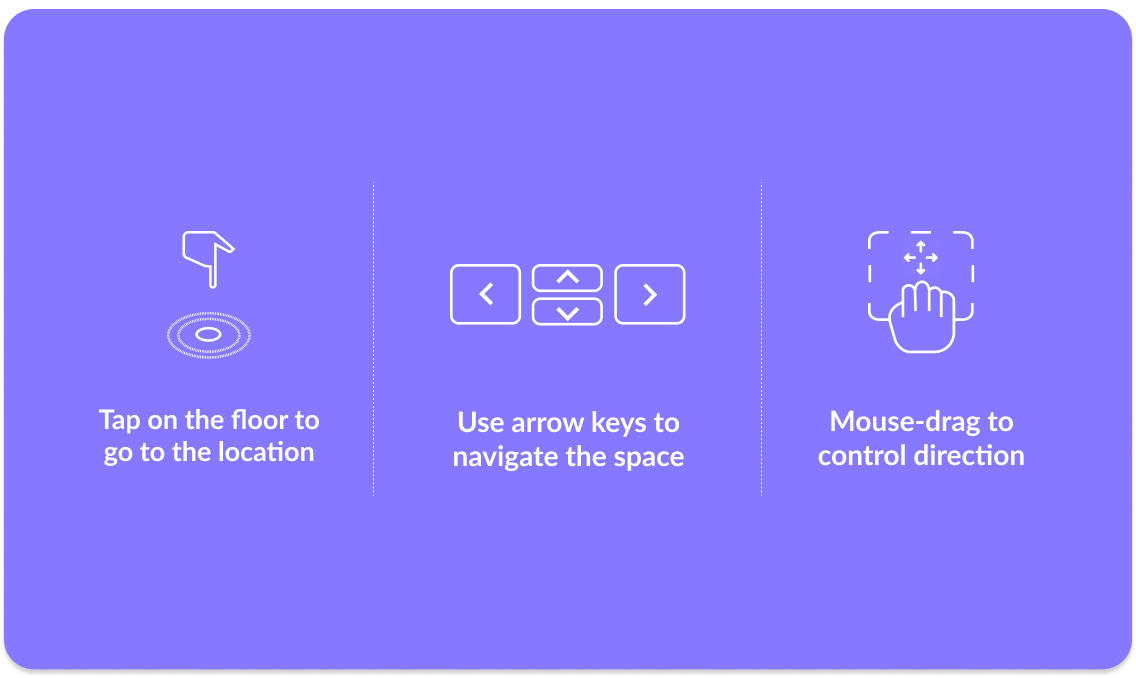 Tap on the floor to
go to the location
Use arrow keys to
navigate the space
Mouse-drag to
control direction